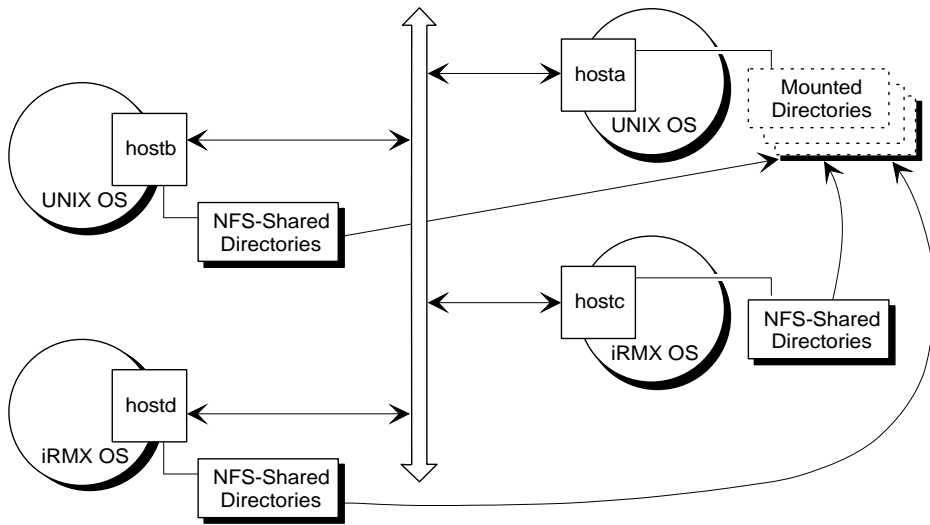 hosta
UNIX OS
Mounted
Directories
hostb
UNIX OS
NFS-Shared
Directories
hostc
iRMX OS
NFS-Shared
Directories
hostd
iRMX OS
NFS-Shared
Directories